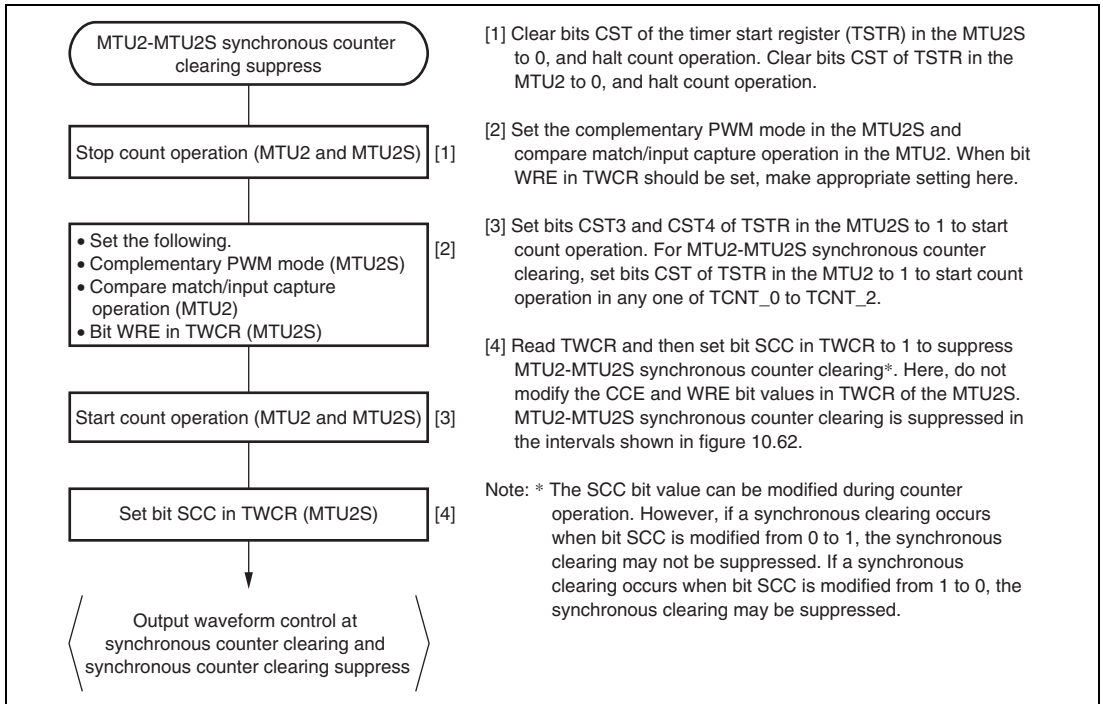 MTU2-MTU2S synchronous counter
clearing suppress
Stop count operation (MTU2 and MTU2S)
[1]
• Set the following.
• Complementary PWM mode (MTU2S)
• Compare match/input capture
operation (MTU2)
• Bit WRE in TWCR (MTU2S)
[2]
Start count operation (MTU2 and MTU2S)
[3]
Set bit SCC in TWCR (MTU2S)
[4]
Output waveform control at
synchronous counter clearing and
synchronous counter clearing suppress
[1] Clear bits CST of the timer start register (TSTR) in the MTU2S
to 0, and halt count operation. Clear bits CST of TSTR in the
MTU2 to 0, and halt count operation.
[2] Set the complementary PWM mode in the MTU2S and
compare match/input capture operation in the MTU2. When bit
WRE in TWCR should be set, make appropriate setting here.
[3] Set bits CST3 and CST4 of TSTR in the MTU2S to 1 to start
count operation. For MTU2-MTU2S synchronous counter
clearing, set bits CST of TSTR in the MTU2 to 1 to start count
operation in any one of TCNT_0 to TCNT_2.
[4] Read TWCR and then set bit SCC in TWCR to 1 to suppress
MTU2-MTU2S synchronous counter clearing*. Here, do not
modify the CCE and WRE bit values in TWCR of the MTU2S.
MTU2-MTU2S synchronous counter clearing is suppressed in
the intervals shown in figure 10.62.
Note: * The SCC bit value can be modified during counter
operation. However, if a synchronous clearing occurs
when bit SCC is modified from 0 to 1, the synchronous
clearing may not be suppressed. If a synchronous
clearing occurs when bit SCC is modified from 1 to 0, the
synchronous clearing may be suppressed.